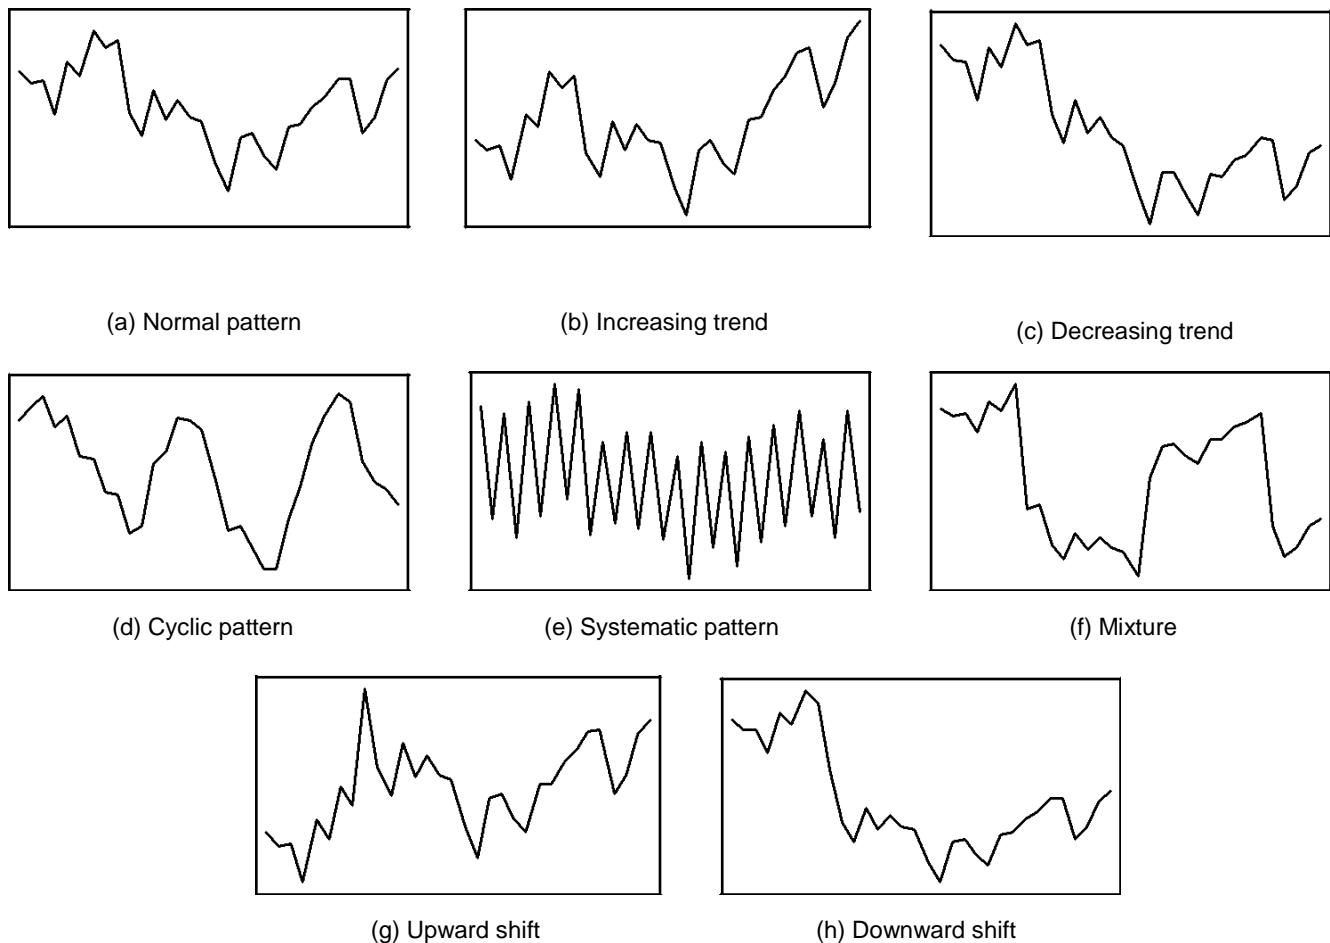 (a) Normal pattern
(b) Increasing trend
(c) Decreasing trend
(d) Cyclic pattern
(e) Systematic pattern
(f) Mixture
(g) Upward shift
(h) Downward shift